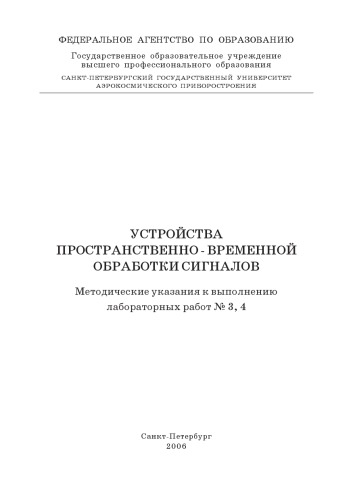 ФЕДЕРАЛЬНОЕ АГЕНТСТВО ПО ОБРАЗОВАНИЮ
Государственное образовательное учреждение
высшего профессионального образования
САНКТ-ПЕТЕРБУРГСКИЙ ГОСУДАРСТВЕННЫЙ УНИВЕРСИТЕТ
АЭРОКОСМИЧЕСКОГО ПРИБОРОСТРОЕНИЯ
УСТРОЙСТВА
ПРОСТРАНСТВЕННО - ВРЕМЕННОЙ
ОБРАБОТКИ СИГНАЛОВ
Методические указания к выполнению
лабораторных работ № 3, 4
Санкт-Петербург
2006